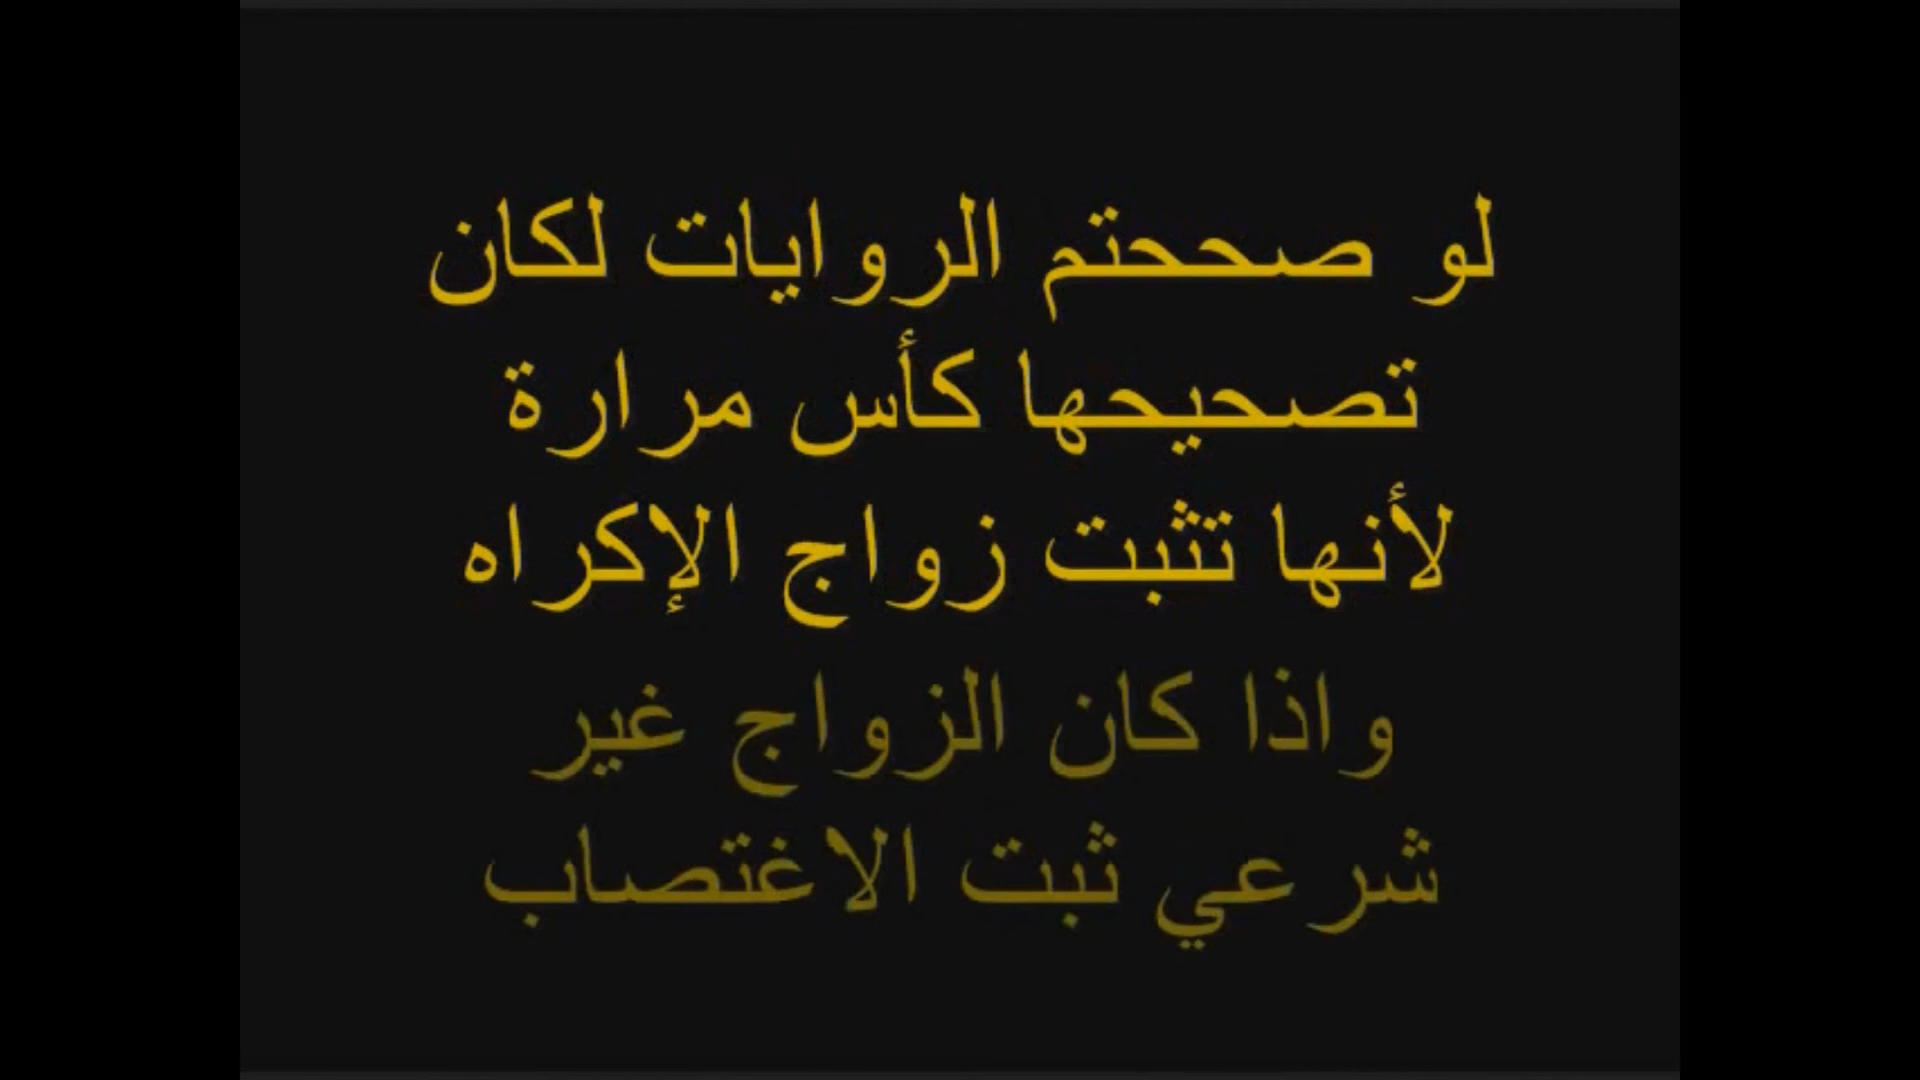 لو صححتم الروايات لكان
تصحيحها كأس مرارة
لأنها تثبت زواج الإكراه
واذا كان الزواج غير
شرعي ثبت الاغتصاب